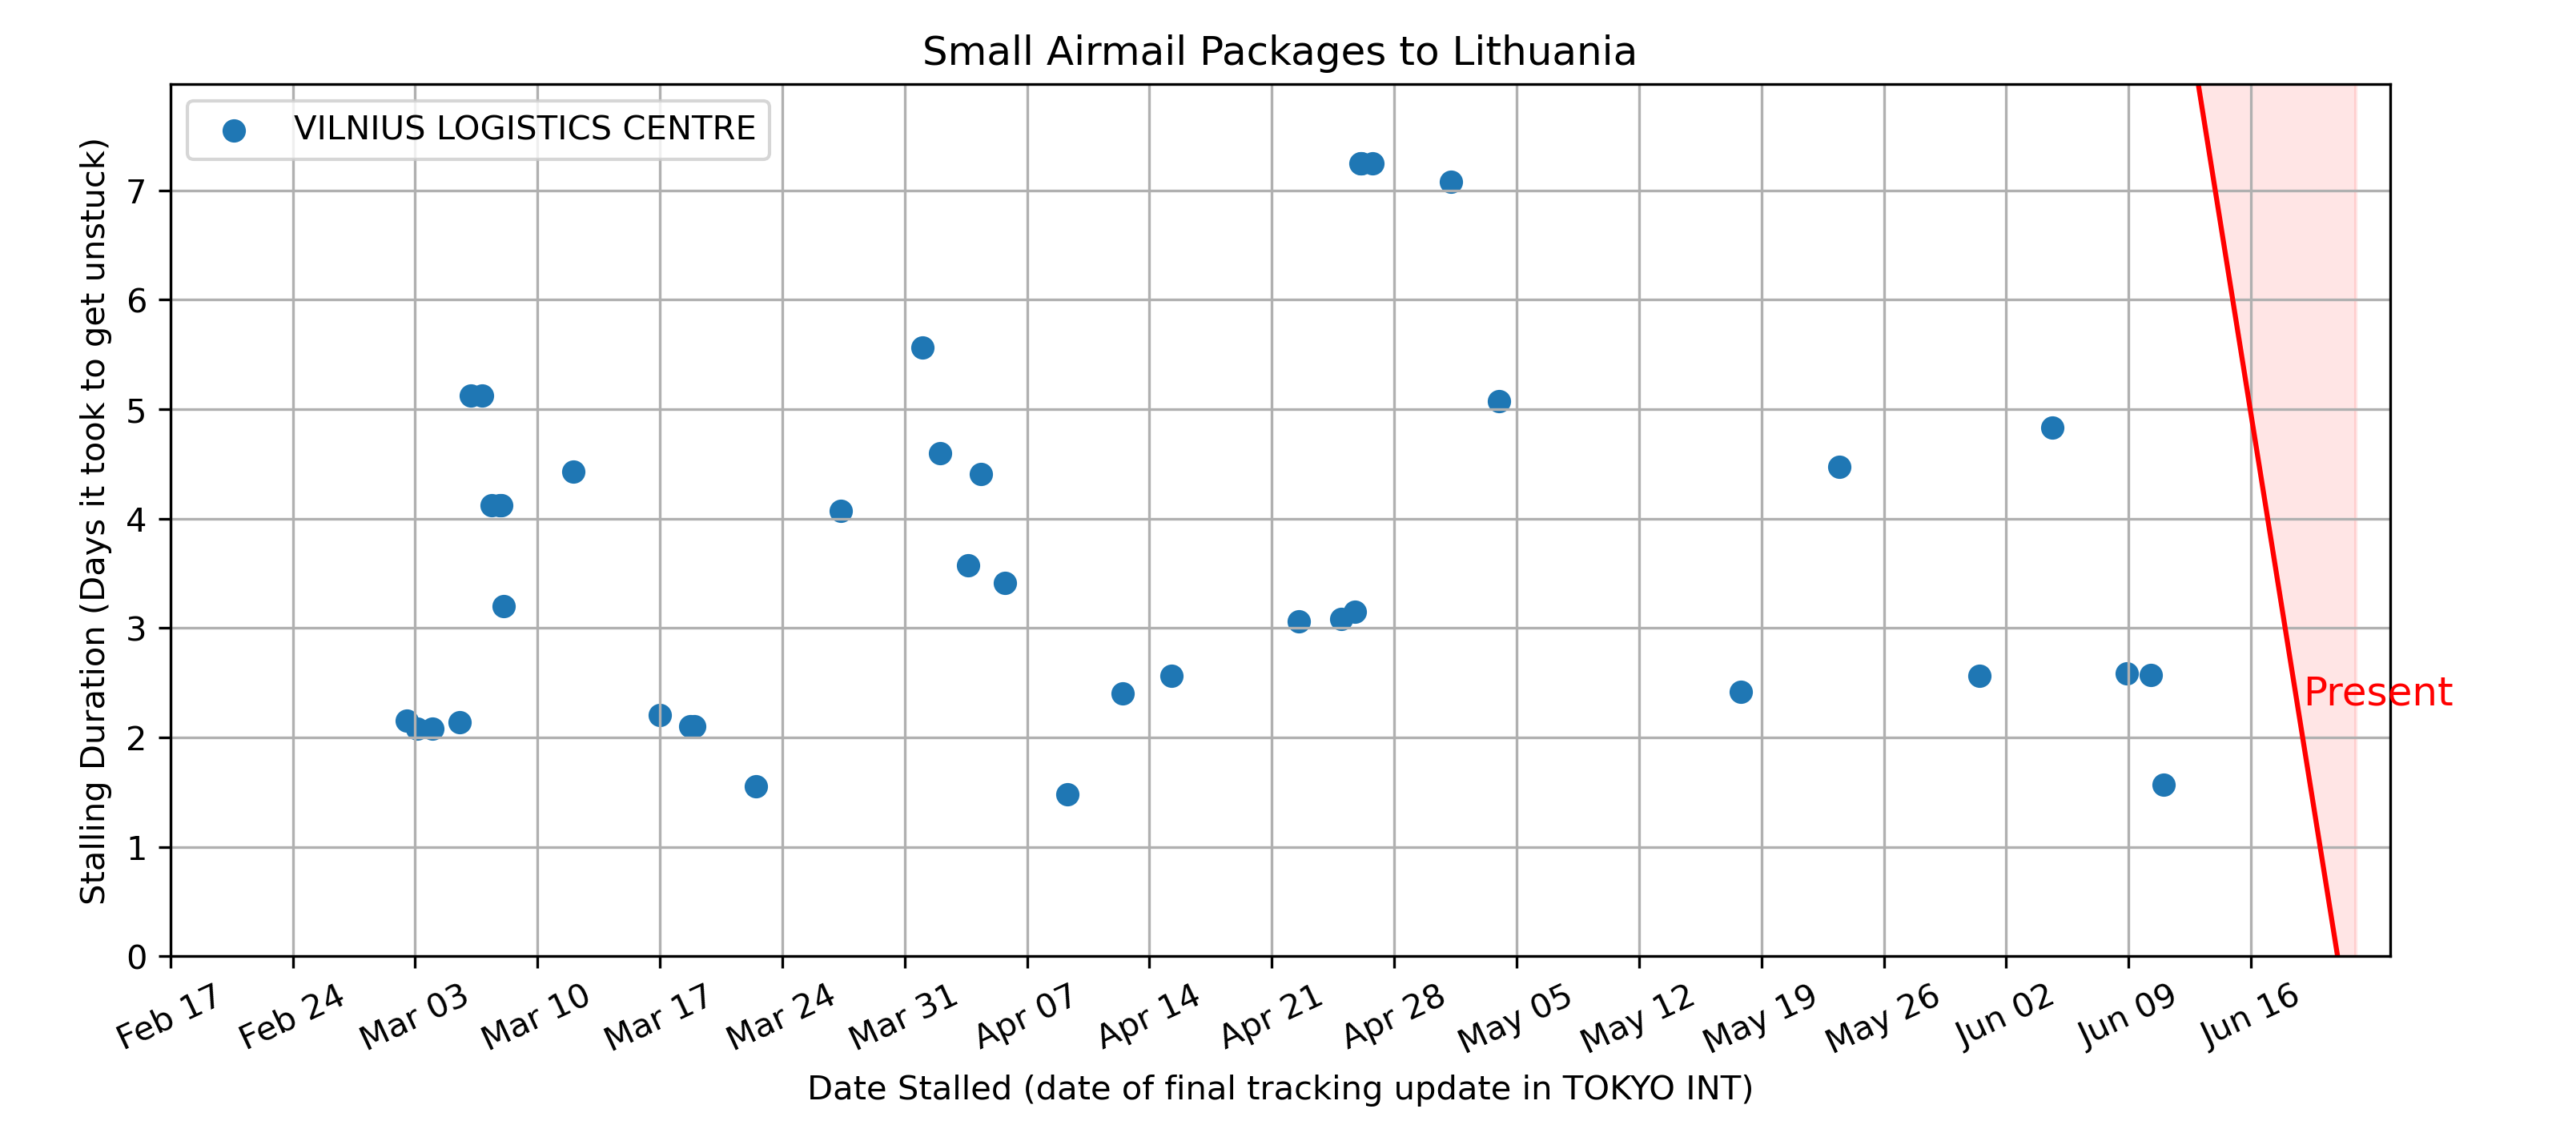 Small Airmail Packages to Lithuania
VILNIUS LOGISTICS CENTRE
Stalling Duration (Days it took to get unstuck)
7
6
5
4
3
2
1
0
Present
Feb 17
Feb 24
Mar 03
Mar 10
Mar 17
Mar 24
Mar 31
Apr 07
Apr 14
Apr 21
Apr 28
May 05
May 12
May 19
May 26
Jun 02
Jun 09
Jun 16
Date Stalled (date of final tracking update in TOKYO INT)